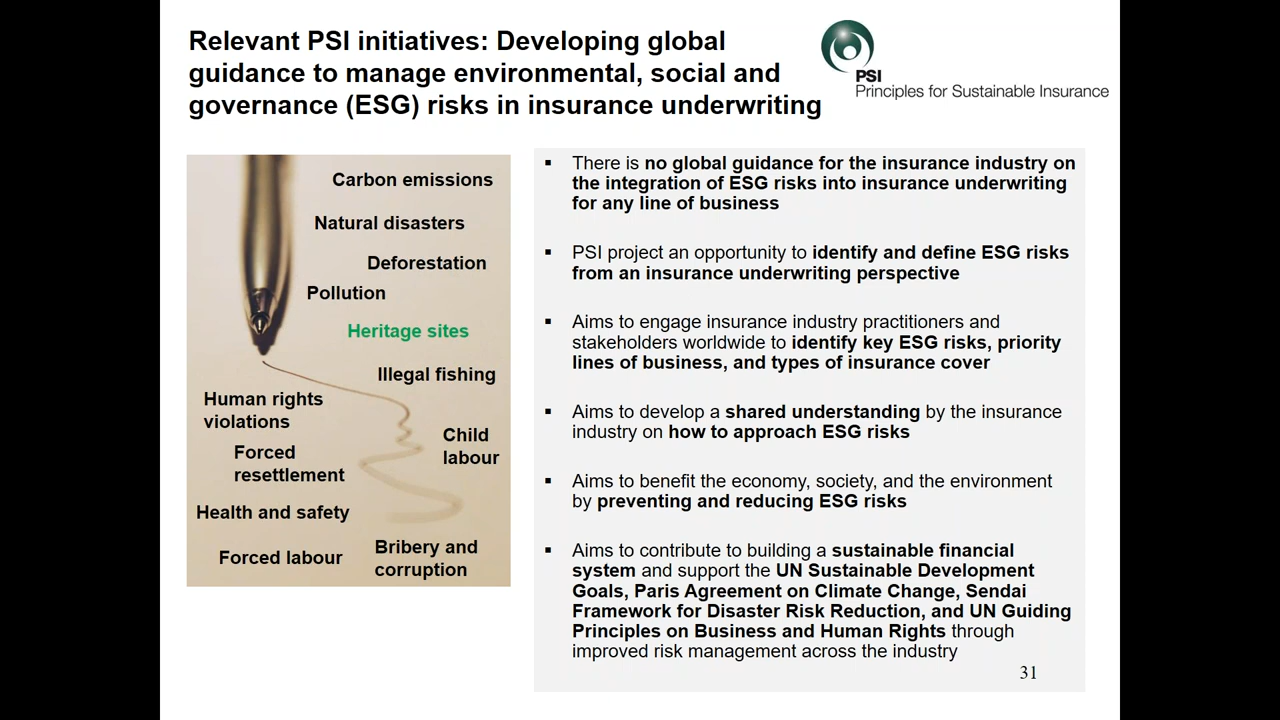 Relevant PSI initiatives: Developing global
guidance to manage environmental, social and
governance (ESG) risks in insurance underwriting
PSI
Principles for Sustainable Insurance
Carbon emissions
Natural disasters
Deforestation
Pollution
Heritage sites
Illegal fishing
Human rights
violations
Child
labour
Forced
resettlement
Health and safety
Forced labour
Bribery and
corruption
▪ There is no global guidance for the insurance industry on
the integration of ESG risks into insurance underwriting
for any line of business
▪ PSI project an opportunity to identify and define ESG risks
from an insurance underwriting perspective
▪ Aims to engage insurance industry practitioners and
stakeholders worldwide to identify key ESG risks, priority
lines of business, and types of insurance cover
▪ Aims to develop a shared understanding by the insurance
industry on how to approach ESG risks
▪ Aims to benefit the economy, society, and the environment
by preventing and reducing ESG risks
▪ Aims to contribute to building a sustainable financial
system and support the UN Sustainable Development
Goals, Paris Agreement on Climate Change, Sendai
Framework for Disaster Risk Reduction, and UN Guiding
Principles on Business and Human Rights through
improved risk management across the industry
31